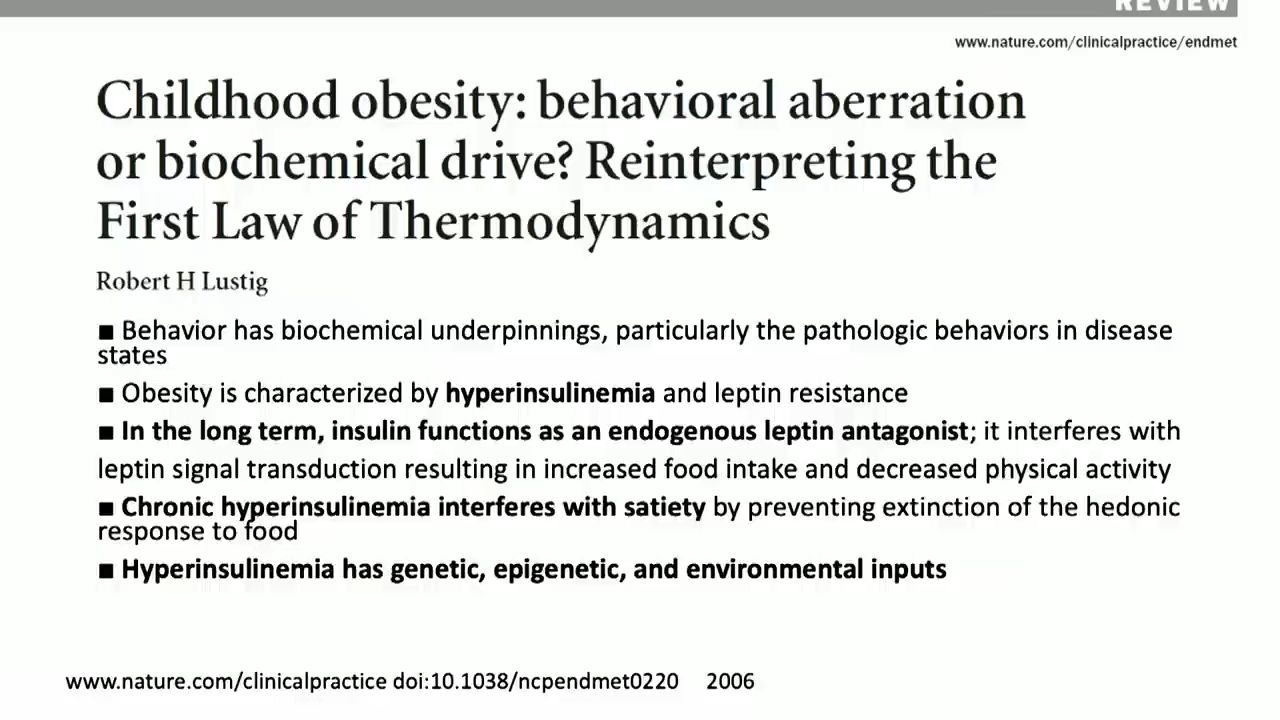 REVIEW
www.nature.com/clinicalpractice/endmet
Childhood obesity: behavioral aberration
or biochemical drive? Reinterpreting the
First Law of Thermodynamics
Robert H Lustig
■ Behavior has biochemical underpinnings, particularly the pathologic behaviors in disease
states
■ Obesity is characterized by hyperinsulinemia and leptin resistance
■ In the long term, insulin functions as an endogenous leptin antagonist; it interferes with
leptin signal transduction resulting in increased food intake and decreased physical activity
■ Chronic hyperinsulinemia interferes with satiety by preventing extinction of the hedonic
response to food
■ Hyperinsulinemia has genetic, epigenetic, and environmental inputs
www.nature.com/clinicalpractice doi:10.1038/ncpendmet0220 2006